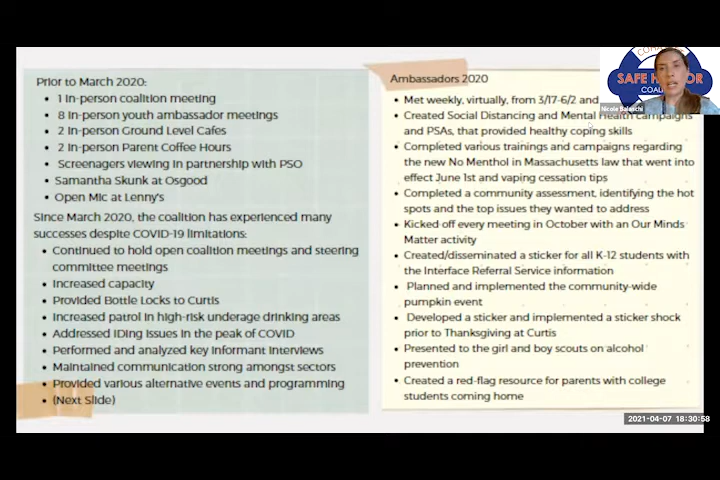 Prior to March 2020:
• 1 in-person coalition meeting
• 8 in-person youth ambassador meetings
• 2 in-person Ground Level Cafes
• 2 in-person Parent Coffee Hours
• Screenagers viewing in partnership with PSO
• Samantha Skunk at Osgood
• Open Mic at Lenny's
Since March 2020, the coalition has experienced many
successes despite COVID-19 limitations:
• Continued to hold open coalition meetings and steering
committee meetings
• Increased capacity
• Provided Bottle Locks to Curtis
• Increased patrol in high-risk underage drinking areas
• Addressed IDing issues in the peak of COVID
• Performed and analyzed key informant interviews
• Maintained communication strong amongst sectors
• Provided various alternative events and programming
• (Next Slide)
Ambassadors 2020
• Met weekly, virtually, from 3/17-6/2 and
• Created Social Distancing and Mental Health campaigns
and PSAs, that provided healthy coping skills
• Completed various trainings and campaigns regarding
the new No Menthol in Massachusetts law that went into
effect June 1st and vaping cessation tips
• Completed a community assessment, identifying the hot
spots and the top issues they wanted to address
• Kicked off every meeting in October with an Our Minds
Matter activity
• Created/disseminated a sticker for all K-12 students with
the Interface Referral Service information
• Planned and implemented the community-wide
pumpkin event
• Developed a sticker and implemented a sticker shock
prior to Thanksgiving at Curtis
• Presented to the girl and boy scouts on alcohol
prevention
• Created a red-flag resource for parents with college
students coming home
SAFE HARBOR
COALITION
Nicole
2021-04-07 18:30:58